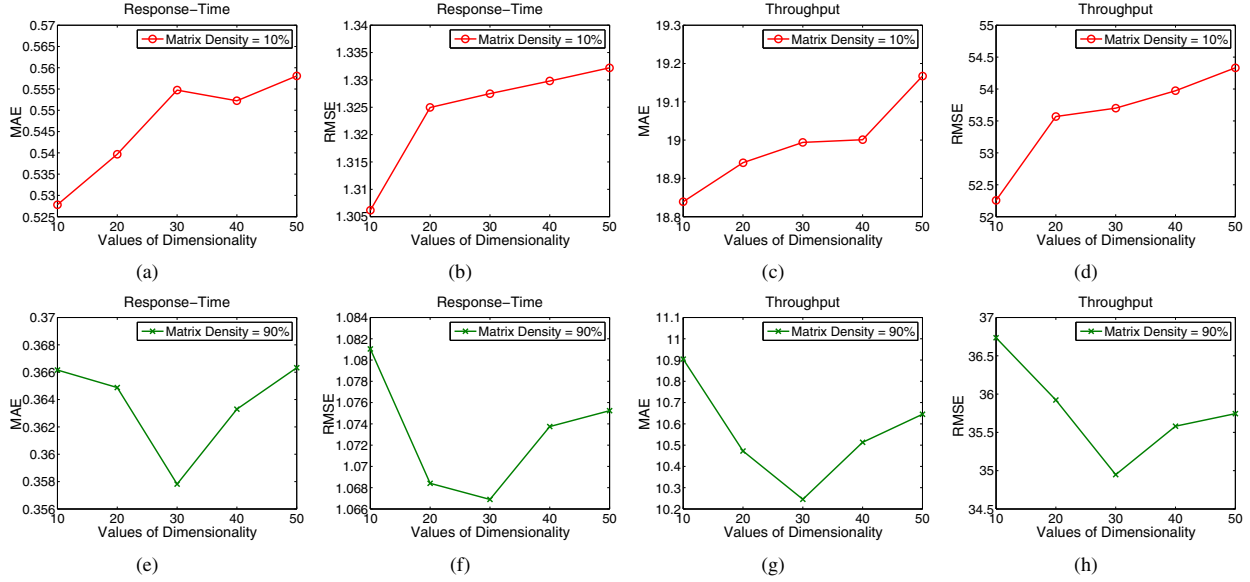 Response-Time
Response-Time
Throughput
Throughput
Matrix Density = 10%
Matrix Density = 10%
Matrix Density = 10%
Matrix Density = 10%
0.57
0.565
0.56
0.555
0.55
0.545
0.54
0.535
0.53
0.525
MAE
10 20 30 40 50
Values of Dimensionality
(a)
1.34
1.335
1.33
1.325
1.32
1.315
1.31
1.305
RMSE
10 20 30 40 50
Values of Dimensionality
(b)
19.3
19.2
19.1
19
18.9
18.8
MAE
10 20 30 40 50
Values of Dimensionality
(c)
55
54.5
54
53.5
53
52.5
52
RMSE
10 20 30 40 50
Values of Dimensionality
(d)
Response-Time
Response-Time
Throughput
Throughput
Matrix Density = 90%
Matrix Density = 90%
Matrix Density = 90%
Matrix Density = 90%
0.37
0.368
0.366
0.364
0.362
0.36
0.358
0.356
MAE
10 20 30 40 50
Values of Dimensionality
(e)
1.084
1.082
1.08
1.078
1.076
1.074
1.072
1.07
1.068
1.066
RMSE
10 20 30 40 50
Values of Dimensionality
(f)
11.1
11
10.9
10.8
10.7
10.6
10.5
10.4
10.3
10.2
MAE
10 20 30 40 50
Values of Dimensionality
(g)
37
36.5
36
35.5
35
34.5
RMSE
10 20 30 40 50
Values of Dimensionality
(h)